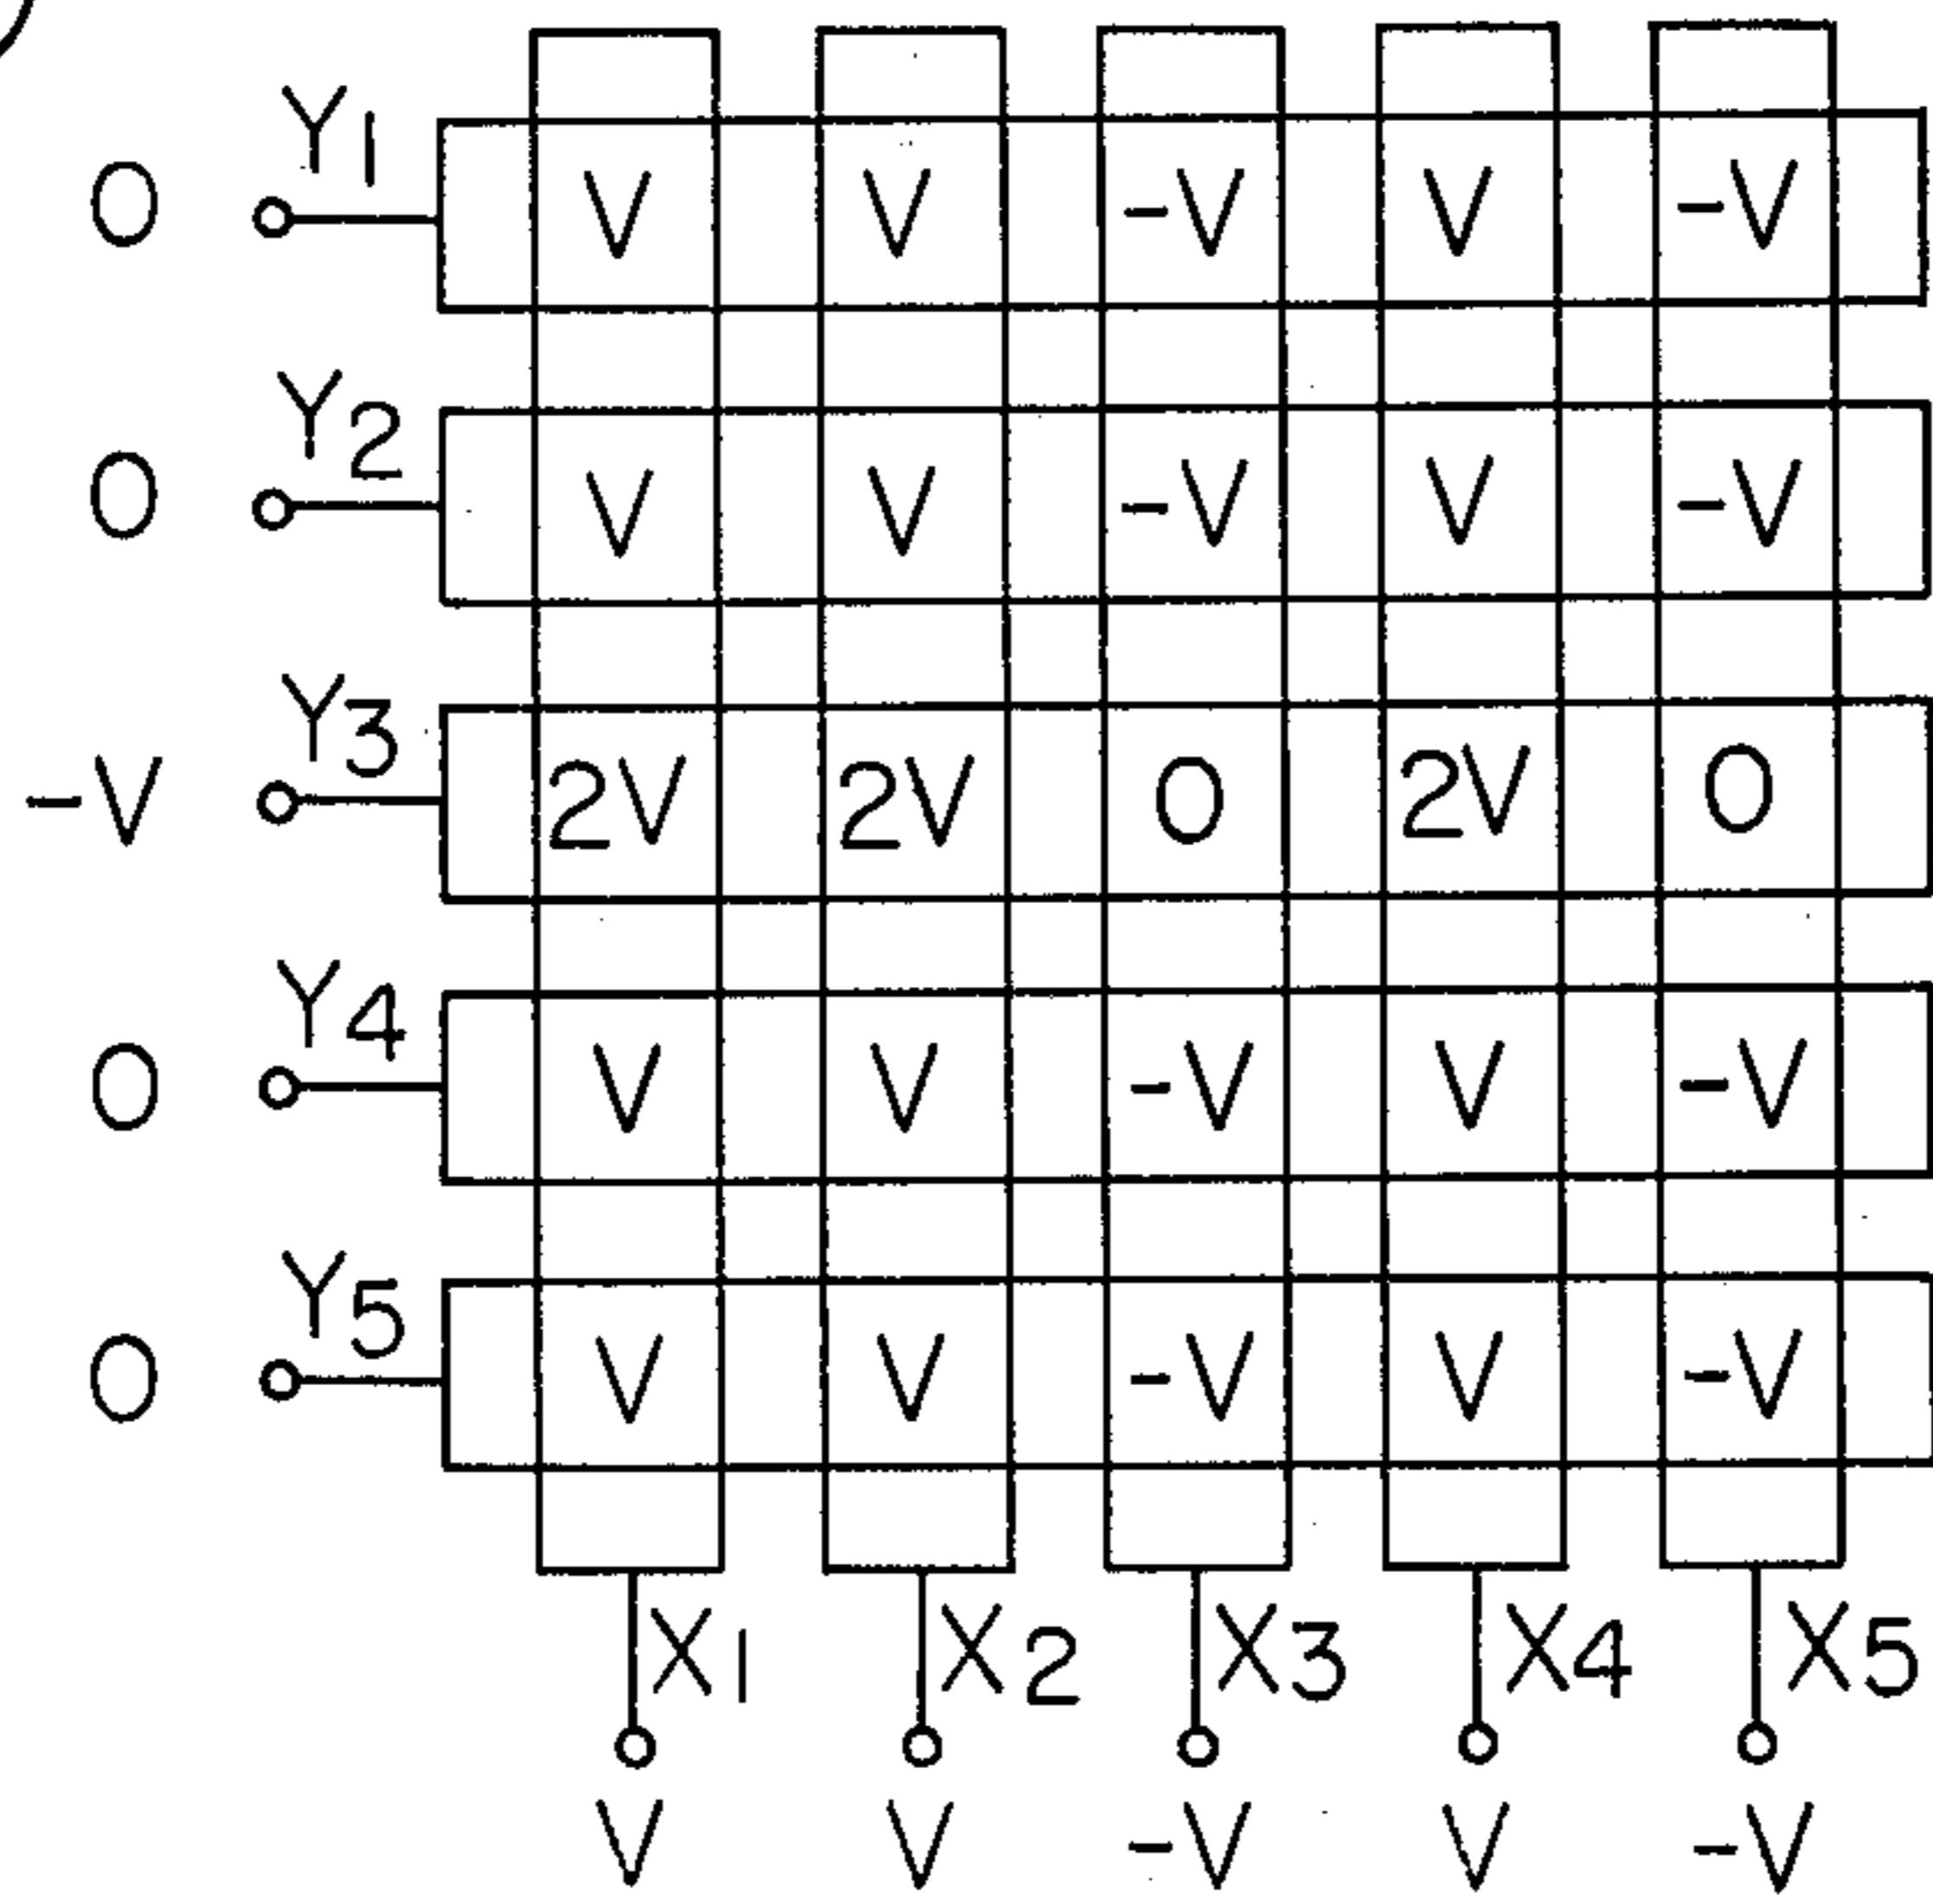 Y1
0 V V -V V -V
Y2
0 V V -V V -V
Y3
-V 2V 2V 0 2V 0
Y4
0 V V -V V -V
Y5
0 V V -V V -V
X1 X2 X3 X4 X5
V V -V V -V